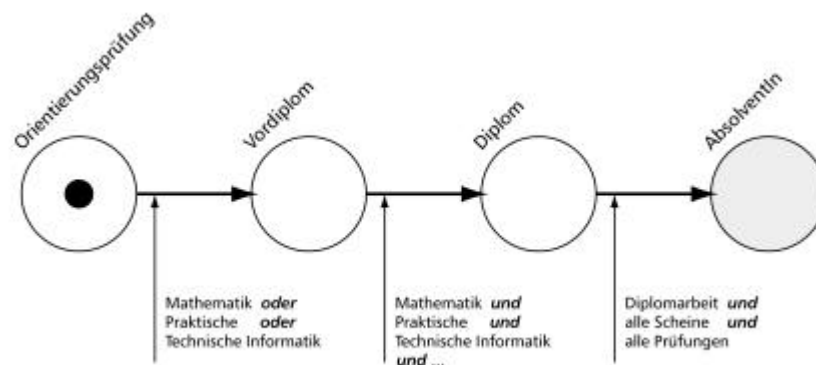 Orientierungsprüfung
Vordiplom
Diplom
AbsolventIn
Mathematik oder
Praktische oder
Technische Informatik
Mathematik und
Praktische und
Technische Informatik
und ...
Diplomarbeit und
alle Scheine und
alle Prüfungen